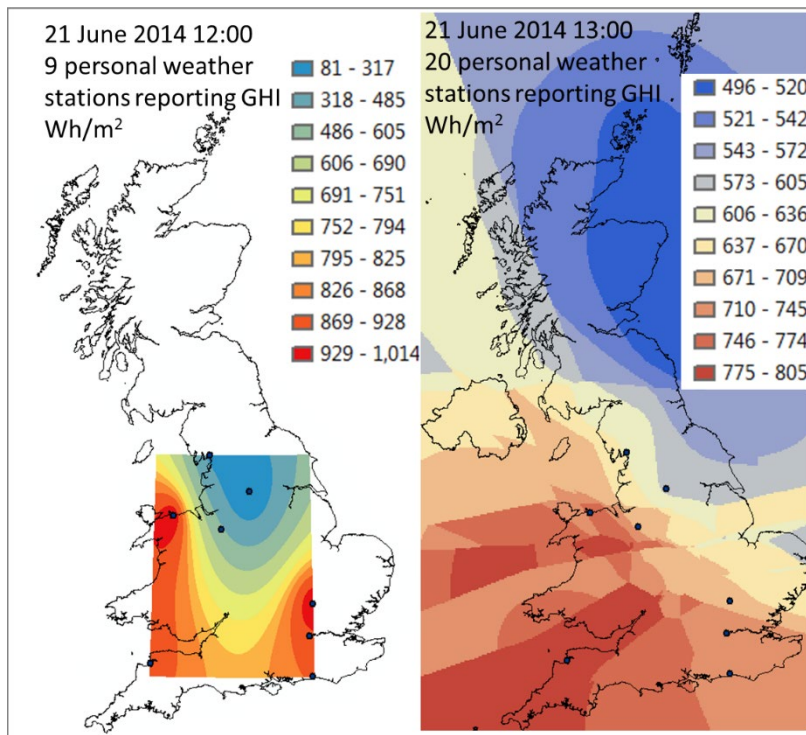 21 June 2014 12:00
9 personal weather
stations reporting GHI
Wh/m²
81 - 317
318 - 485
486 - 605
606 - 690
691 - 751
752 - 794
795 - 825
826 - 868
869 - 928
929 - 1,014
21 June 2014 13:00
20 personal weather
stations reporting GHI
Wh/m²
496 - 520
521 - 542
543 - 572
573 - 605
606 - 636
637 - 670
671 - 709
710 - 745
746 - 774
775 - 805